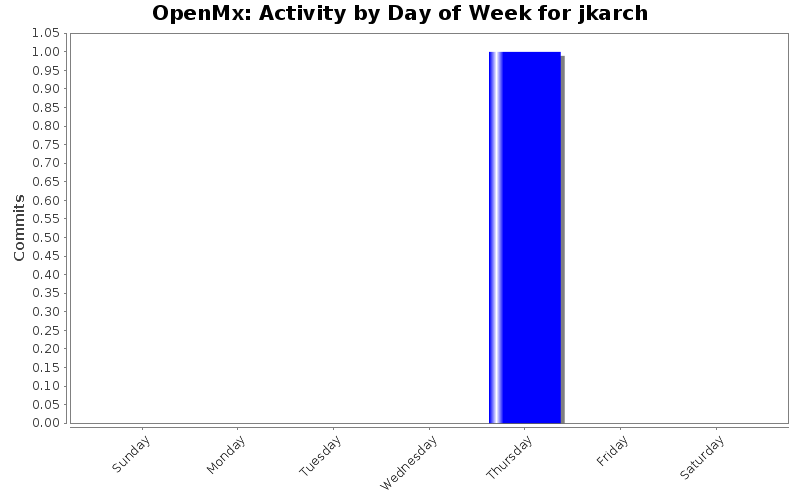 OpenMx: Activity by Day of Week for jkarch
1.05
1.00
0.95
0.90
0.85
0.80
0.75
0.70
0.65
0.60
0.55
0.50
0.45
0.40
0.35
0.30
0.25
0.20
0.15
0.10
0.05
0.00
Commits
Sunday
Monday
Tuesday
Wednesday
Thursday
Friday
Saturday